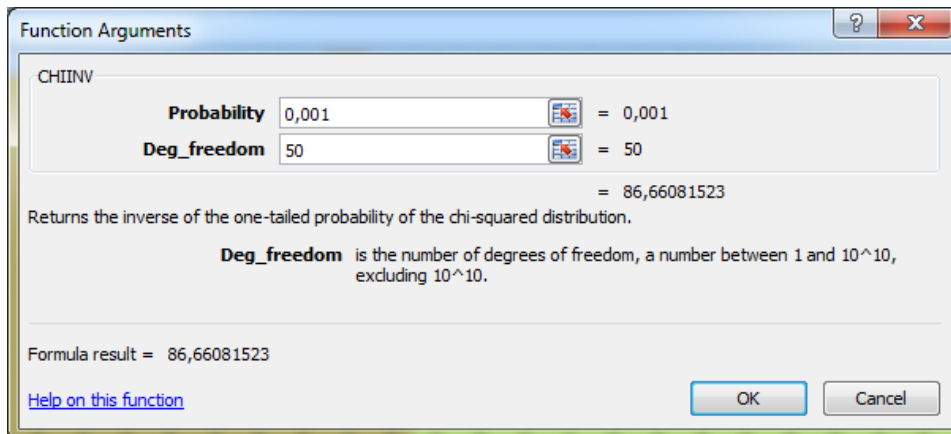 Function Arguments
CHIINV
Probability 0,001 = 0,001
Deg_freedom 50 = 50
= 86,66081523
Returns the inverse of the one-tailed probability of the chi-squared distribution.
Deg_freedom is the number of degrees of freedom, a number between 1 and 10^10,
excluding 10^10.
Formula result = 86,66081523
Help on this function
OK Cancel